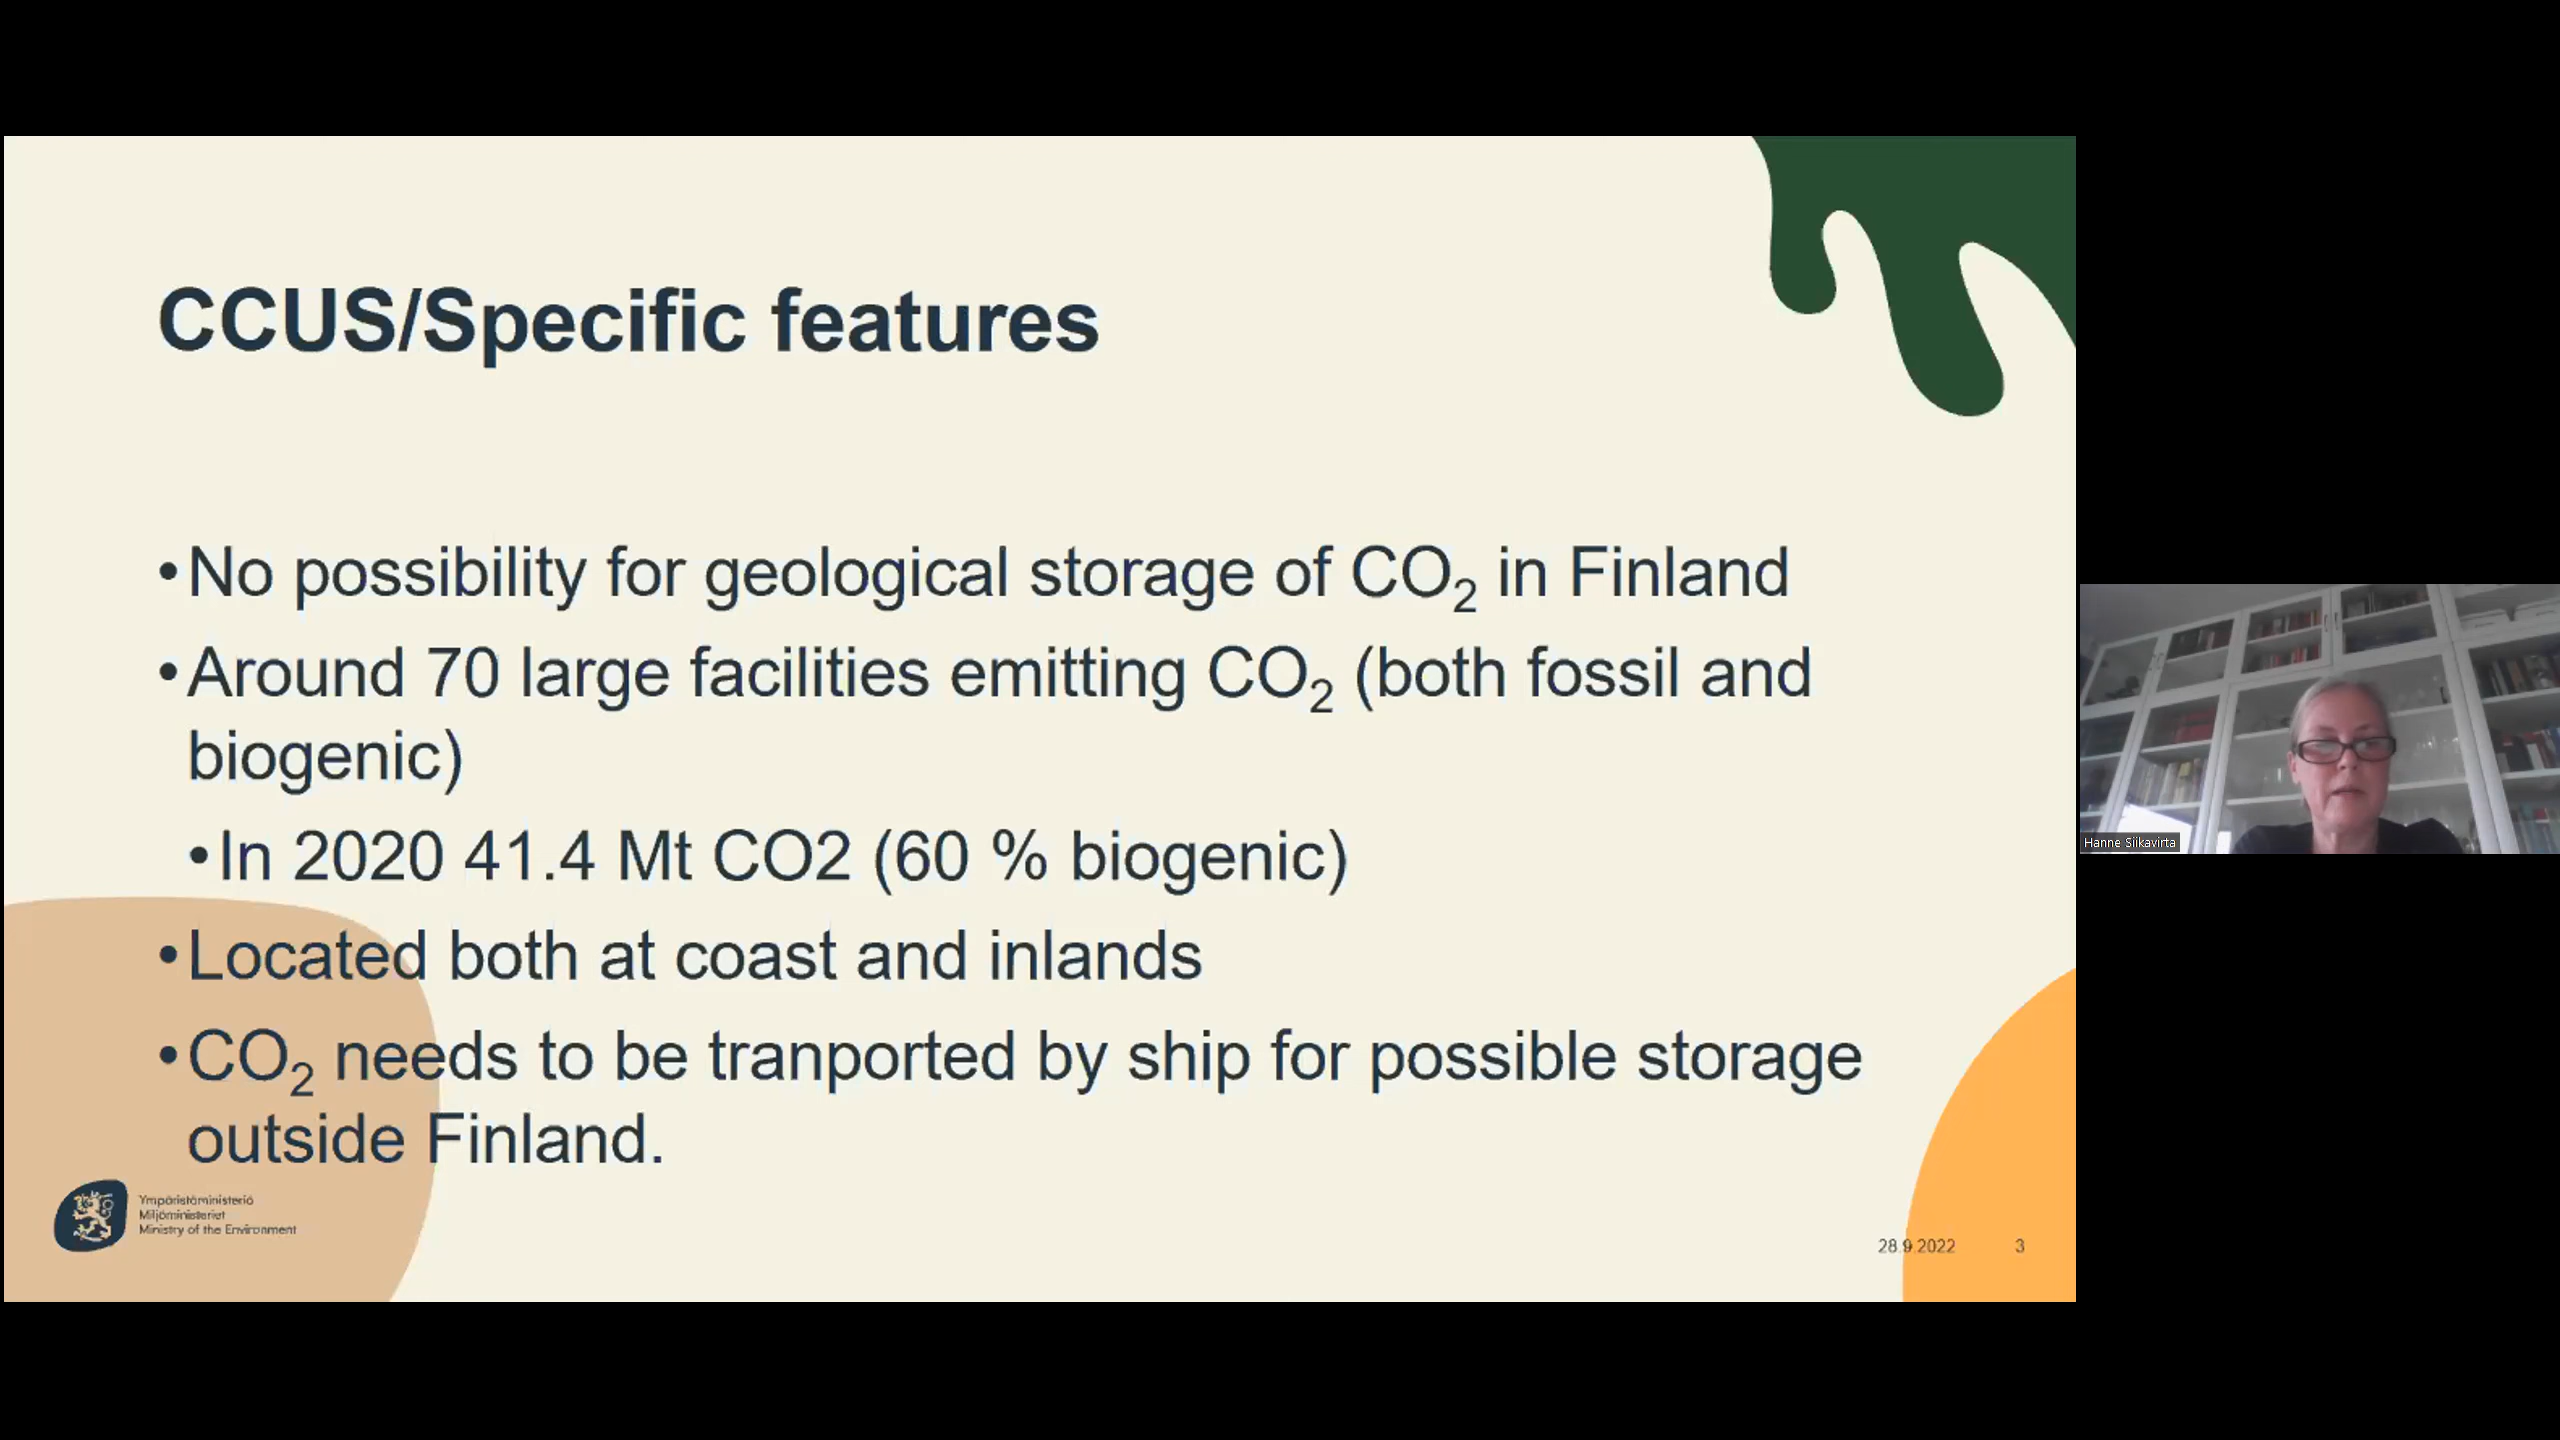 CCUS/Specific features
•No possibility for geological storage of CO₂ in Finland
•Around 70 large facilities emitting CO₂ (both fossil and
biogenic)
•In 2020 41.4 Mt CO2 (60 % biogenic)
•Located both at coast and inlands
•CO₂ needs to be tranported by ship for possible storage
outside Finland.
Ympäristöministeriö
Miljöministeriet
Ministry of the Environment
28.9.2022 3
Hanne Siikavirta